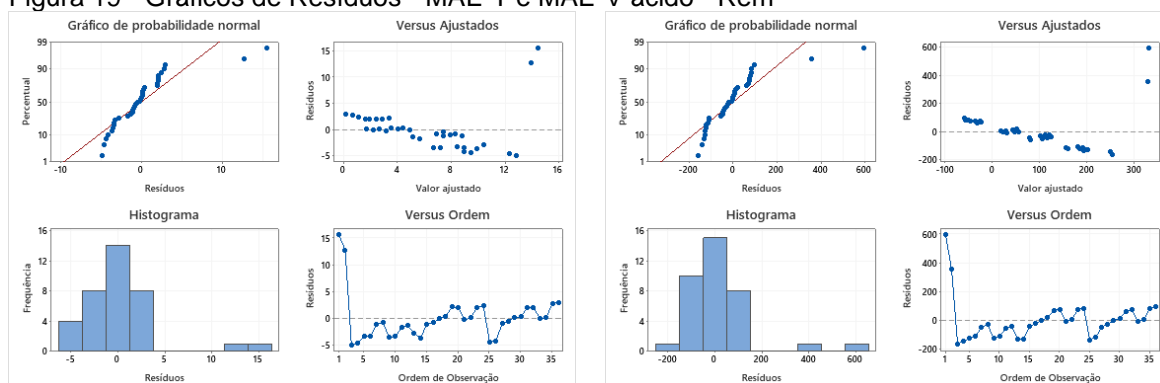 Figura 19 - Gráficos de Resíduos - MAE 1 e MAE v ácido - Rem
Gráfico de probabilidade normal
99
90
50
10
1
Percentual
-10 0 10
Resíduos
Versus Ajustados
15
10
5
0
-5
Resíduos
0 4 8 12 16
Valor ajustado
Histograma
16
12
8
4
0
Frequência
-5 0 5 10 15
Resíduos
Versus Ordem
15
10
5
0
-5
Resíduos
1 5 10 15 20 25 30 35
Ordem de Observação
Gráfico de probabilidade normal
99
90
50
10
1
Percentual
-400 -200 0 200 400 600
Resíduos
Versus Ajustados
600
400
200
0
-200
Resíduos
-100 0 100 200 300
Valor ajustado
Histograma
16
12
8
4
0
Frequência
-200 0 200 400 600
Resíduos
Versus Ordem
600
400
200
0
-200
Resíduos
1 5 10 15 20 25 30 35
Ordem de Observação